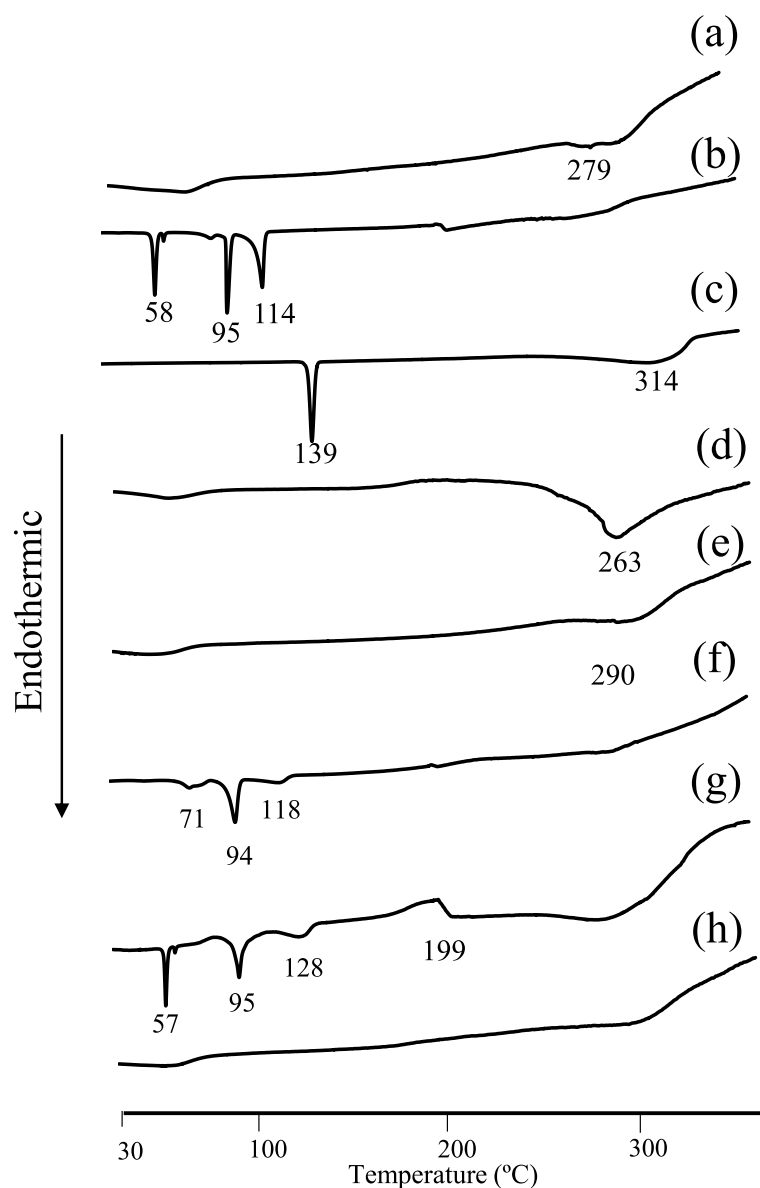 (a)
279
(b)
58
95
114
(c)
314
139
(d)
263
(e)
290
(f)
71
94
118
(g)
57
95
128
199
(h)
Endothermic
30
100
200
300
Temperature (ºC)